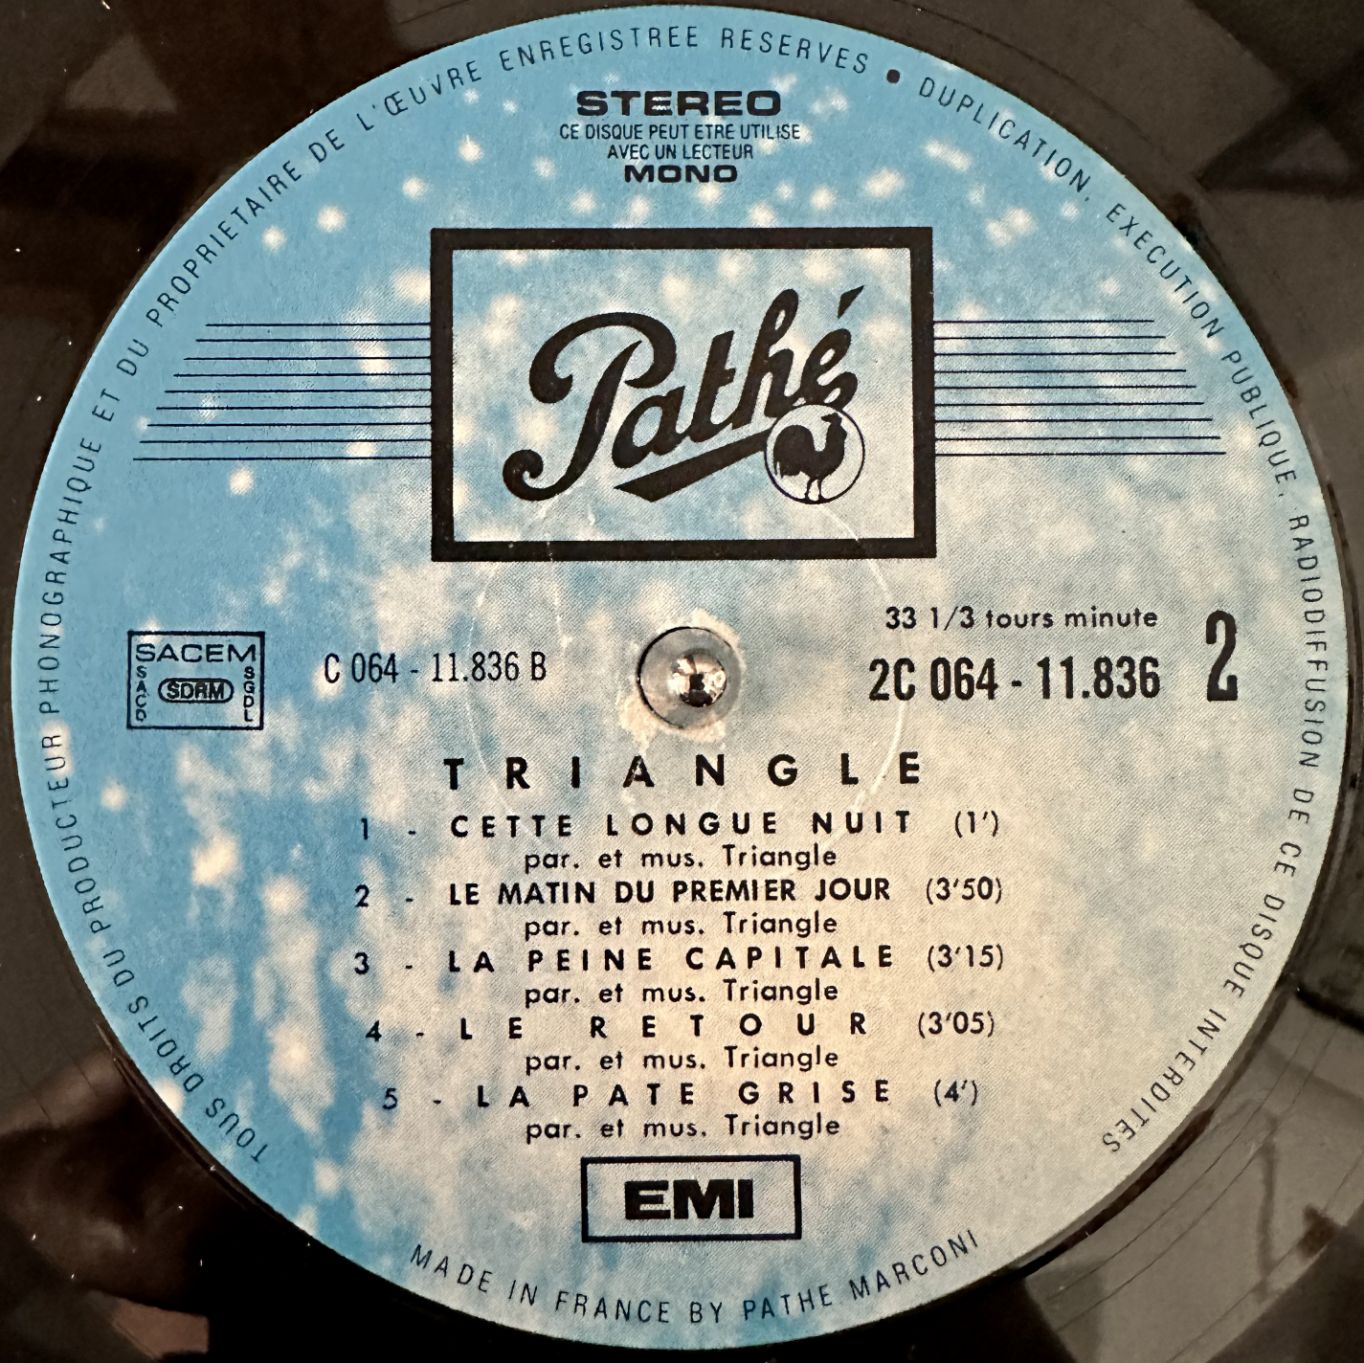 TOUS DROITS DU PRODUCTEUR PHONOGRAPHIQUE ET DU PROPRIETAIRE DE L'ŒUVRE ENREGISTREE RESERVES • DUPLICATION, EXECUTION PUBLIQUE, RADIODIFFUSION DE CE DISQUE INTERDITES
STEREO
CE DISQUE PEUT ETRE UTILISE
AVEC UN LECTEUR
MONO
Pathé
33 1/3 tours minute
SACEM
SACD
SDRM
SGDL
C 064 - 11.836 B
2C 064 - 11.836
2
TRIANGLE
1 - CETTE LONGUE NUIT (1')
par. et mus. Triangle
2 - LE MATIN DU PREMIER JOUR (3'50)
par. et mus. Triangle
3 - LA PEINE CAPITALE (3'15)
par. et mus. Triangle
4 - LE RETOUR (3'05)
par. et mus. Triangle
5 - LA PATE GRISE (4')
par. et mus. Triangle
EMI
MADE IN FRANCE BY PATHE MARCONI